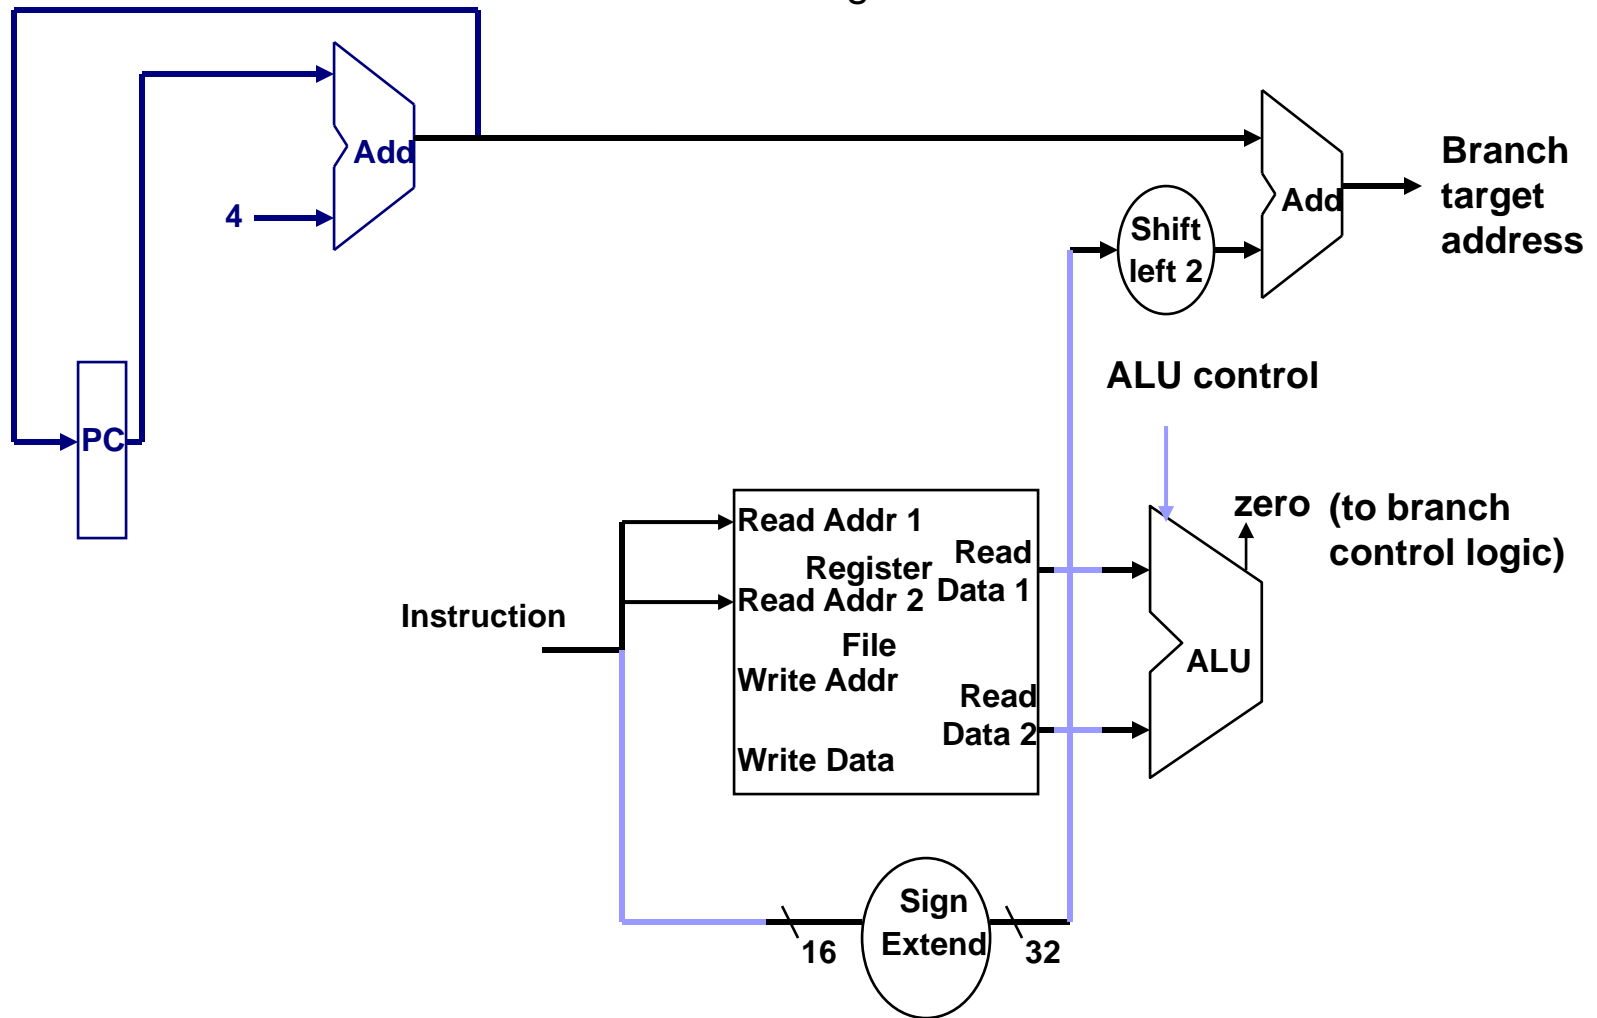 Add
4
Add
Branch
target
address
Shift
left 2
ALU control
PC
zero (to branch
control logic)
Read Addr 1
Read
Data 1
Register
Read Addr 2
Instruction
File
Write Addr
ALU
Read
Data 2
Write Data
Sign
Extend
16
32